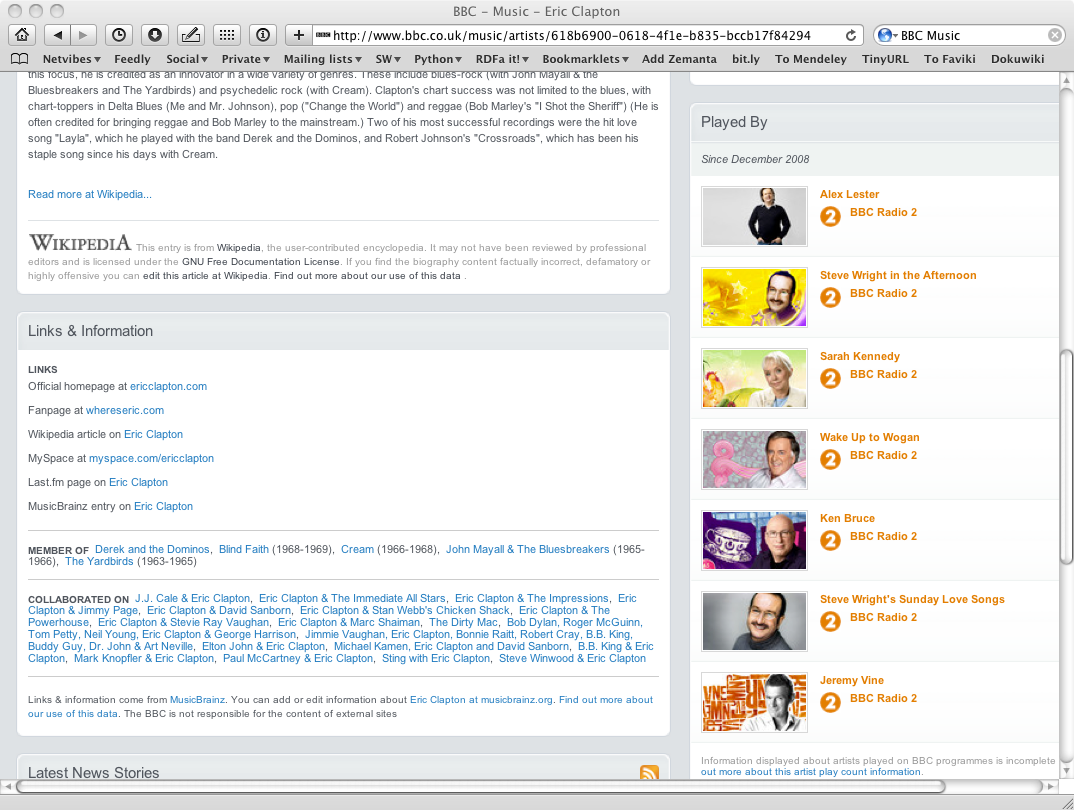 BBC – Music – Eric Clapton
http://www.bbc.co.uk/music/artists/618b6900-0618-4f1e-b835-bccb17f84294
BBC Music
Netvibes Feedly Social Private Mailing lists SW Python RDFa it! Bookmarklets Add Zemanta bit.ly To Mendeley TinyURL To Faviki Dokuwiki
this focus, he is credited as an innovator in a wide variety of genres. These include blues-rock (with John Mayall & the
Bluesbreakers and The Yardbirds) and psychedelic rock (with Cream). Clapton's chart success was not limited to the blues, with
chart-toppers in Delta Blues (Me and Mr. Johnson), pop ("Change the World") and reggae (Bob Marley's "I Shot the Sheriff") (He is
often credited for bringing reggae and Bob Marley to the mainstream.) Two of his most successful recordings were the hit love
song "Layla", which he played with the band Derek and the Dominos, and Robert Johnson's "Crossroads", which has been his
staple song since his days with Cream.
Read more at Wikipedia...
WIKIPEDIA This entry is from Wikipedia, the user-contributed encyclopedia. It may not have been reviewed by professional
editors and is licensed under the GNU Free Documentation License. If you find the biography content factually incorrect, defamatory or
highly offensive you can edit this article at Wikipedia. Find out more about our use of this data .
Links & Information
LINKS
Official homepage at ericclapton.com
Fanpage at whereseric.com
Wikipedia article on Eric Clapton
MySpace at myspace.com/ericclapton
Last.fm page on Eric Clapton
MusicBrainz entry on Eric Clapton
MEMBER OF Derek and the Dominos, Blind Faith (1968-1969), Cream (1966-1968), John Mayall & The Bluesbreakers (1965-
1966), The Yardbirds (1963-1965)
COLLABORATED ON J.J. Cale & Eric Clapton, Eric Clapton & The Immediate All Stars, Eric Clapton & The Impressions, Eric
Clapton & Jimmy Page, Eric Clapton & David Sanborn, Eric Clapton & Stan Webb's Chicken Shack, Eric Clapton & The
Powerhouse, Eric Clapton & Stevie Ray Vaughan, Eric Clapton & Marc Shaiman, The Dirty Mac, Bob Dylan, Roger McGuinn,
Tom Petty, Neil Young, Eric Clapton & George Harrison, Jimmie Vaughan, Eric Clapton, Bonnie Raitt, Robert Cray, B.B. King,
Buddy Guy, Dr. John & Art Neville, Elton John & Eric Clapton, Michael Kamen, Eric Clapton and David Sanborn, B.B. King & Eric
Clapton, Mark Knopfler & Eric Clapton, Paul McCartney & Eric Clapton, Sting with Eric Clapton, Steve Winwood & Eric Clapton
Links & information come from MusicBrainz. You can add or edit information about Eric Clapton at musicbrainz.org. Find out more about
our use of this data. The BBC is not responsible for the content of external sites
Latest News Stories
Played By
Since December 2008
Alex Lester
2 BBC Radio 2
Steve Wright in the Afternoon
2 BBC Radio 2
Sarah Kennedy
2 BBC Radio 2
Wake Up to Wogan
2 BBC Radio 2
Ken Bruce
2 BBC Radio 2
Steve Wright's Sunday Love Songs
2 BBC Radio 2
Jeremy Vine
2 BBC Radio 2
Information displayed about artists played on BBC programmes is incomplete
out more about this artist play count information.